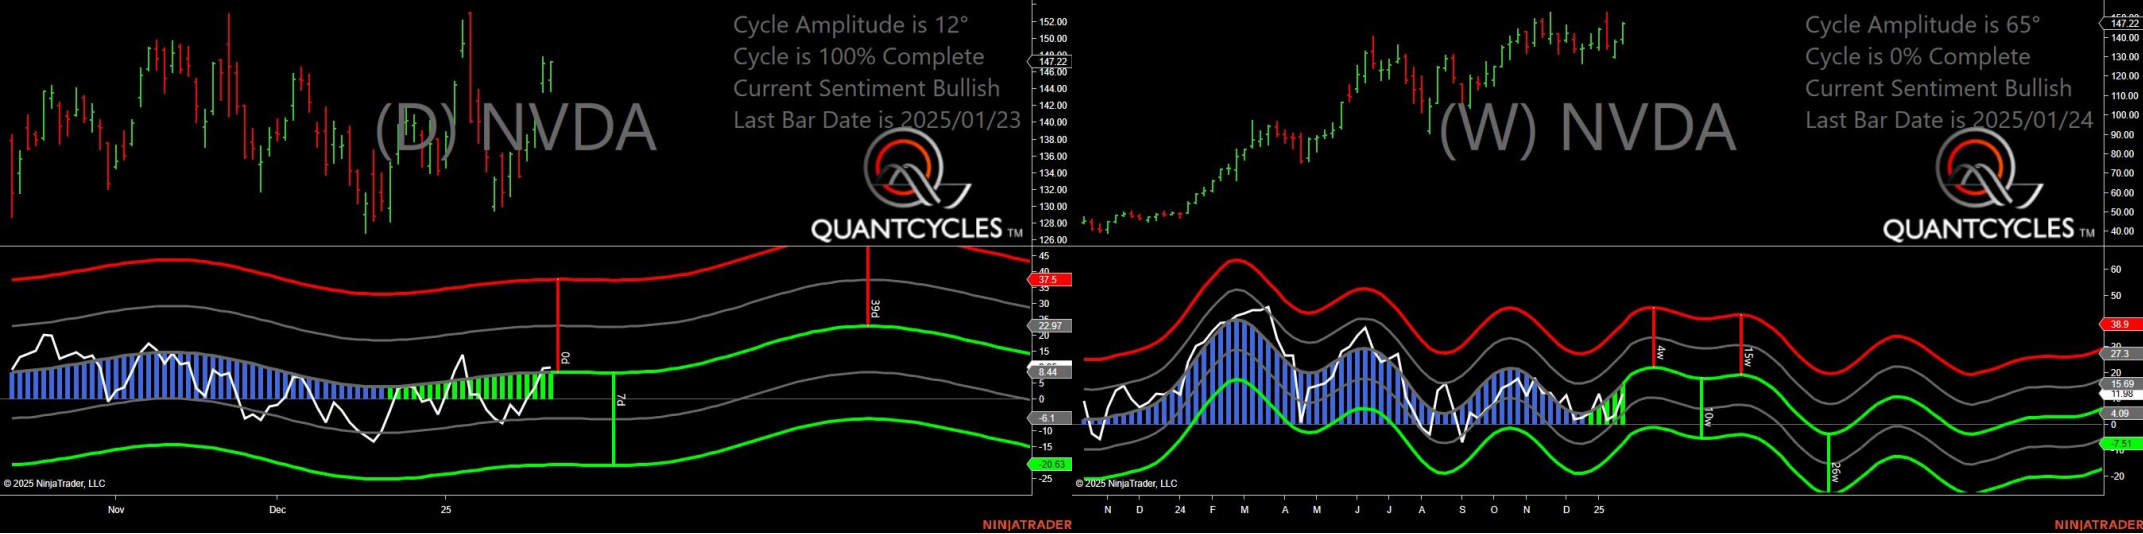 Cycle Amplitude is 12°
Cycle is 100% Complete
Current Sentiment Bullish
Last Bar Date is 2025/01/23
(D) NVDA
QUANTCYCLES TM
152.00
150.00
147.22
146.00
144.00
142.00
140.00
138.00
136.00
134.00
132.00
130.00
128.00
126.00
45
37.5
35
30
22.97
20
15
8.44
5
0
-6.1
-10
-15
-20.63
-25
0d
7d
39d
© 2025 NinjaTrader, LLC
Nov
Dec
25
NINJATRADER
Cycle Amplitude is 65°
Cycle is 0% Complete
Current Sentiment Bullish
Last Bar Date is 2025/01/24
(W) NVDA
QUANTCYCLES TM
147.22
140.00
130.00
120.00
110.00
100.00
90.00
80.00
70.00
60.00
50.00
40.00
60
50
38.9
27.3
20
15.69
11.98
4.09
0
-7.51
-20
4w
10w
15w
26w
© 2025 NinjaTrader, LLC
N D 24 F M A M J J A S O N D 25
NINJATRADER